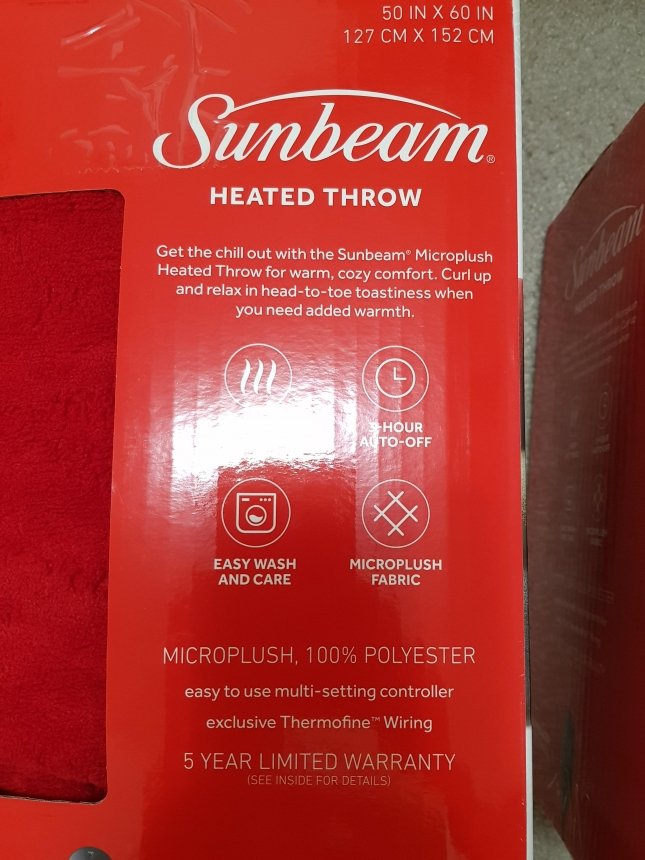 50 IN X 60 IN
127 CM X 152 CM
Sunbeam®
HEATED THROW
Get the chill out with the Sunbeam® Microplush
Heated Throw for warm, cozy comfort. Curl up
and relax in head-to-toe toastiness when
you need added warmth.
-HOUR
AUTO-OFF
EASY WASH
AND CARE
MICROPLUSH
FABRIC
MICROPLUSH, 100% POLYESTER
easy to use multi-setting controller
exclusive Thermofine™ Wiring
5 YEAR LIMITED WARRANTY
(SEE INSIDE FOR DETAILS)
Sunbeam
HEATED THROW